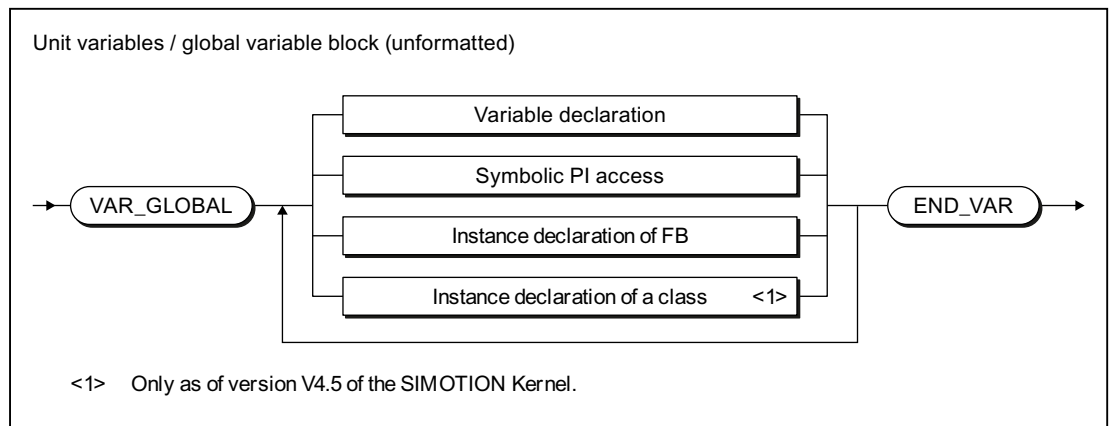 Unit variables / global variable block (unformatted)
Variable declaration
Symbolic PI access
VAR_GLOBAL
END_VAR
Instance declaration of FB
Instance declaration of a class <1>
<1> Only as of version V4.5 of the SIMOTION Kernel.